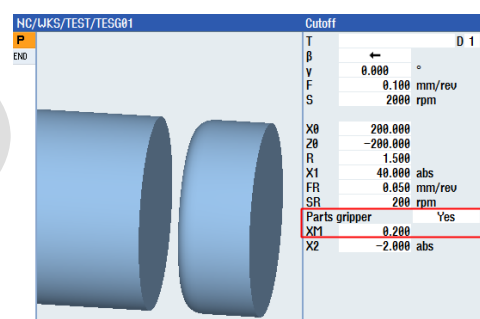 NC/WKS/TEST/TESG01
Cutoff
P
END
T D 1
β ←
γ 0.000 °
F 0.100 mm/rev
S 2000 rpm
X0 200.000
Z0 -200.000
R 1.500
X1 40.000 abs
FR 0.050 mm/rev
SR 200 rpm
Parts gripper Yes
XM 0.200
X2 -2.000 abs